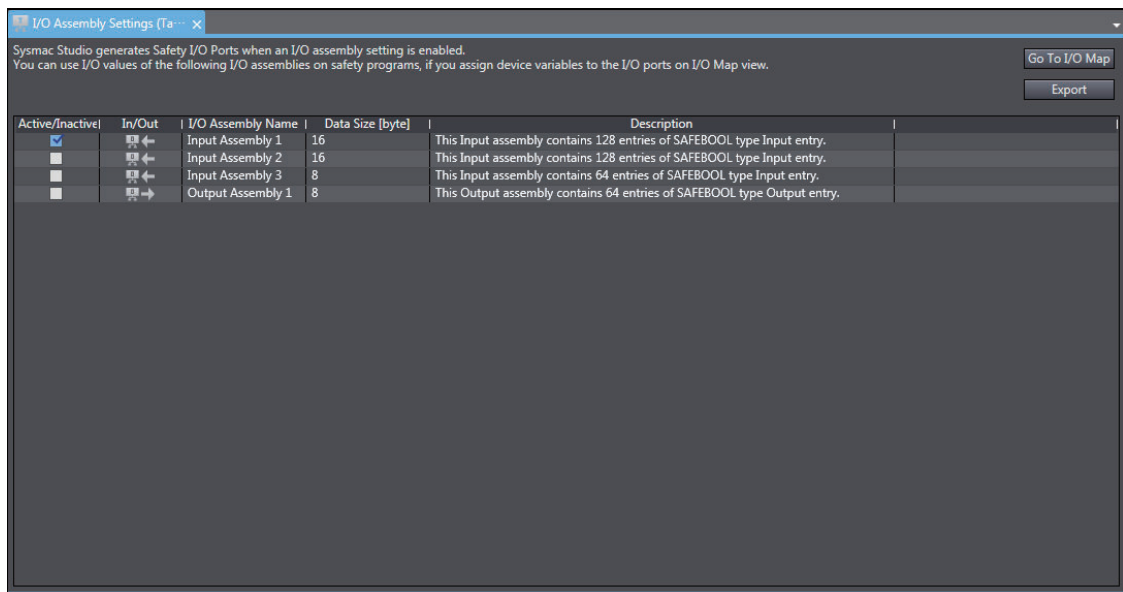 I/O Assembly Settings (Ta···
Sysmac Studio generates Safety I/O Ports when an I/O assembly setting is enabled.
You can use I/O values of the following I/O assemblies on safety programs, if you assign device variables to the I/O ports on I/O Map view.
Go To I/O Map
Export
Active/Inactive In/Out I/O Assembly Name Data Size [byte] Description
Input Assembly 1 16 This Input assembly contains 128 entries of SAFEBOOL type Input entry.
Input Assembly 2 16 This Input assembly contains 128 entries of SAFEBOOL type Input entry.
Input Assembly 3 8 This Input assembly contains 64 entries of SAFEBOOL type Input entry.
Output Assembly 1 8 This Output assembly contains 64 entries of SAFEBOOL type Output entry.